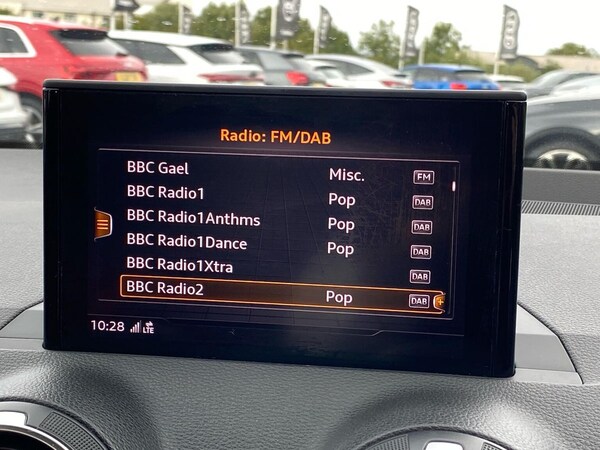 Radio: FM/DAB
BBC Gael Misc. FM
BBC Radio1 Pop DAB
BBC Radio1Anthms Pop DAB
BBC Radio1Dance Pop DAB
BBC Radio1Xtra DAB
BBC Radio2 Pop DAB
10:28 LTE